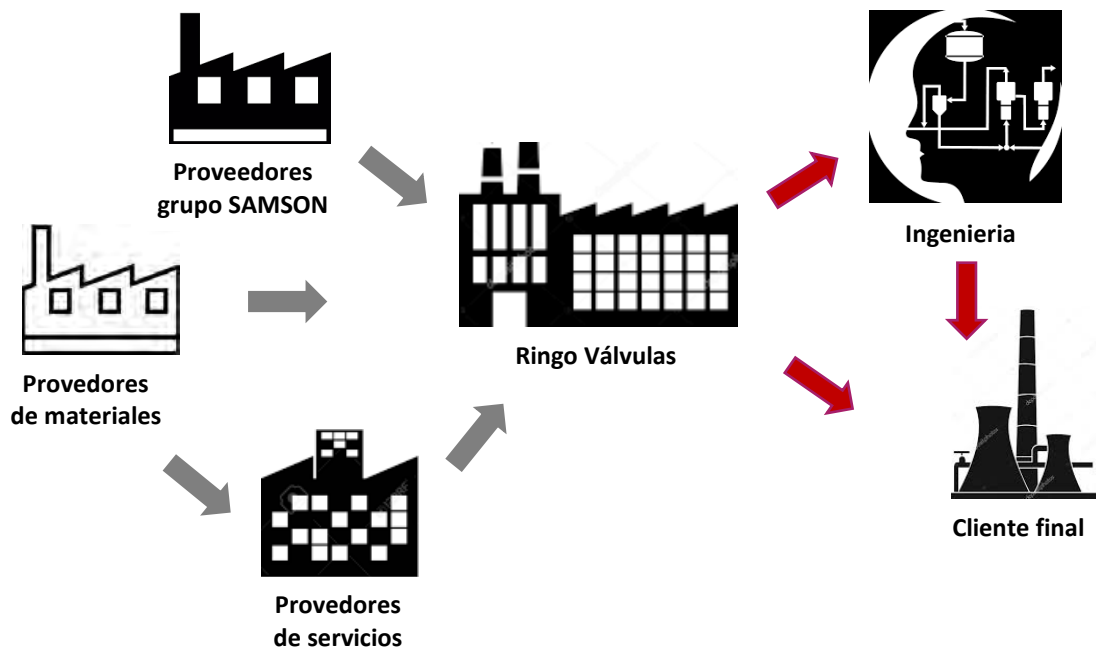 Proveedores
grupo SAMSON
Ingenieria
Ringo Válvulas
Provedores
de materiales
Cliente final
Provedores
de servicios